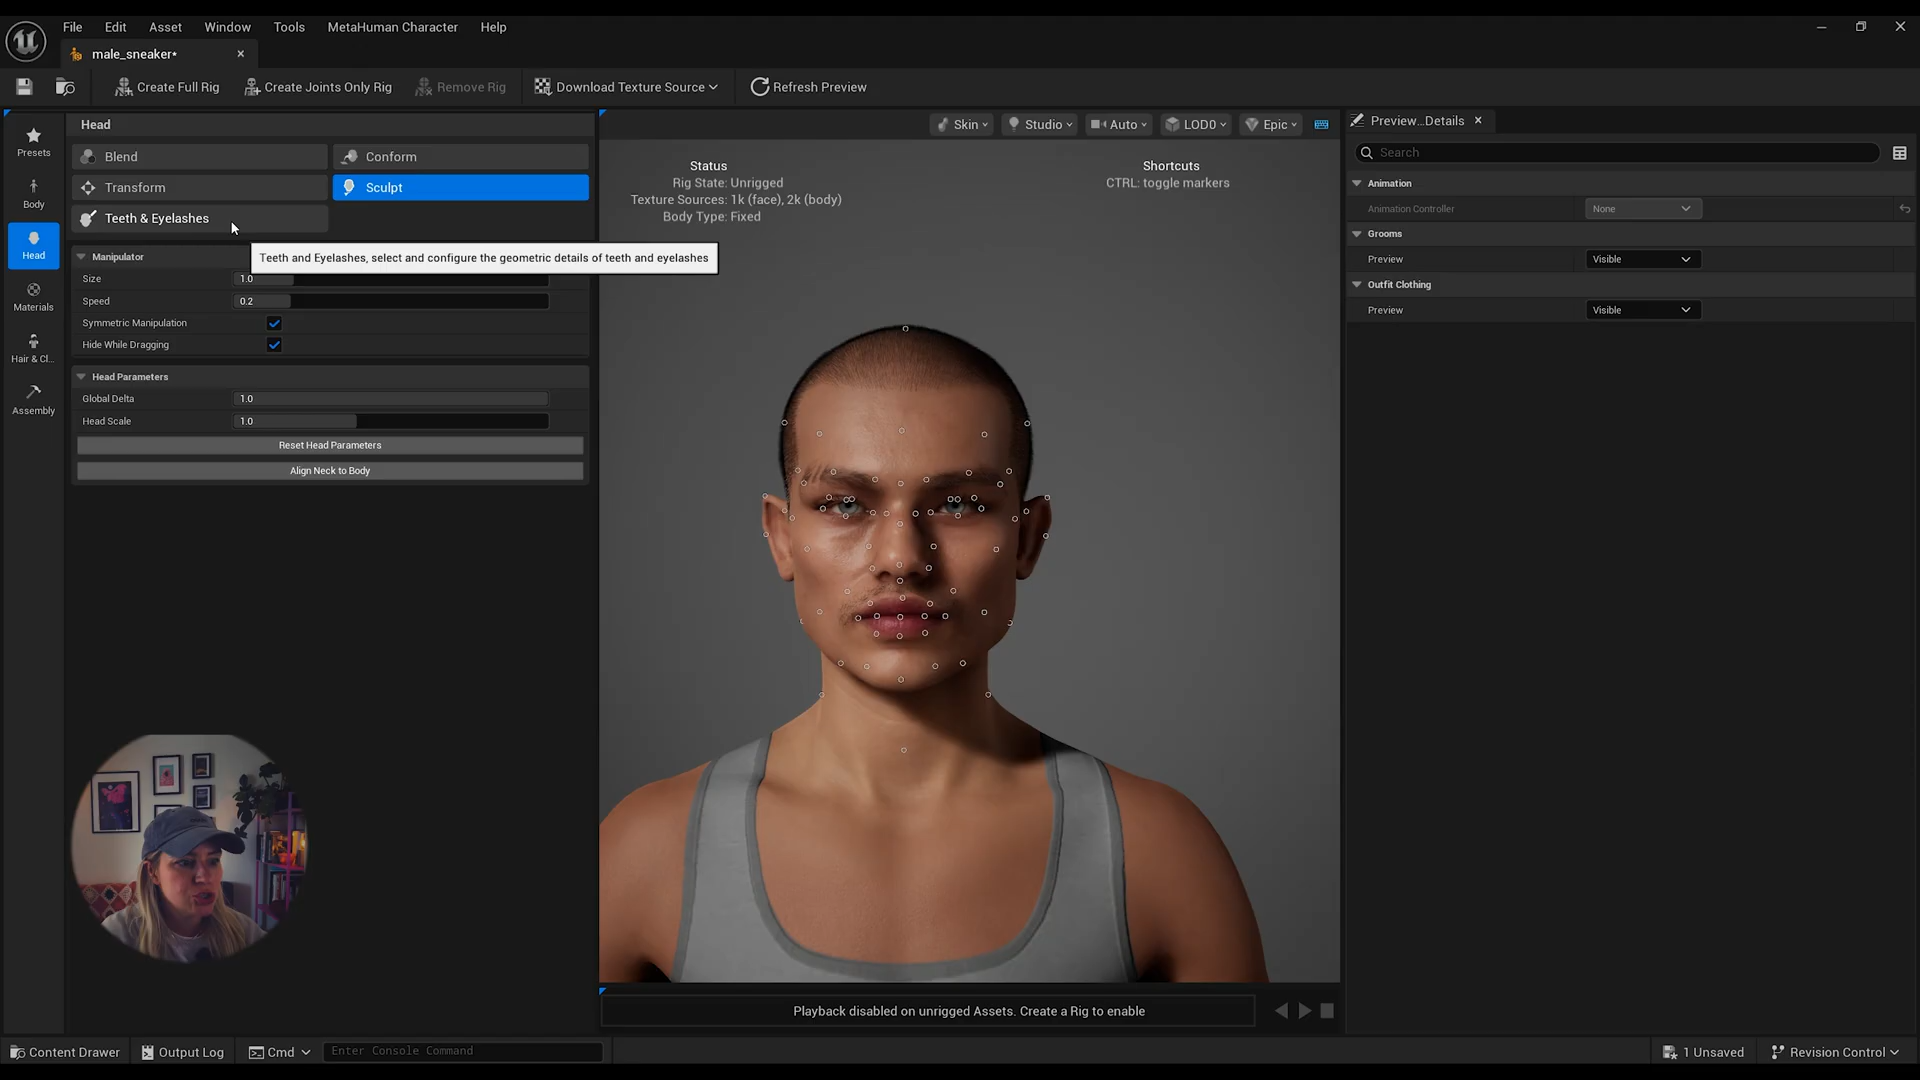 File Edit Asset Window Tools MetaHuman Character Help
male_sneaker*
Create Full Rig Create Joints Only Rig Remove Rig Download Texture Source Refresh Preview
Presets
Body
Head
Materials
Hair & Cl...
Assembly
Head
Blend Conform
Transform Sculpt
Teeth & Eyelashes
Teeth and Eyelashes, select and configure the geometric details of teeth and eyelashes
Manipulator
Size 1.0
Speed 0.2
Symmetric Manipulation
Hide While Dragging
Head Parameters
Global Delta 1.0
Head Scale 1.0
Reset Head Parameters
Align Neck to Body
Skin Studio Auto LOD0 Epic
Status
Rig State: Unrigged
Texture Sources: 1k (face), 2k (body)
Body Type: Fixed
Shortcuts
CTRL: toggle markers
Playback disabled on unrigged Assets. Create a Rig to enable
Preview...Details
Search
Animation
Animation Controller None
Grooms
Preview Visible
Outfit Clothing
Preview Visible
Content Drawer Output Log Cmd Enter Console Command 1 Unsaved Revision Control